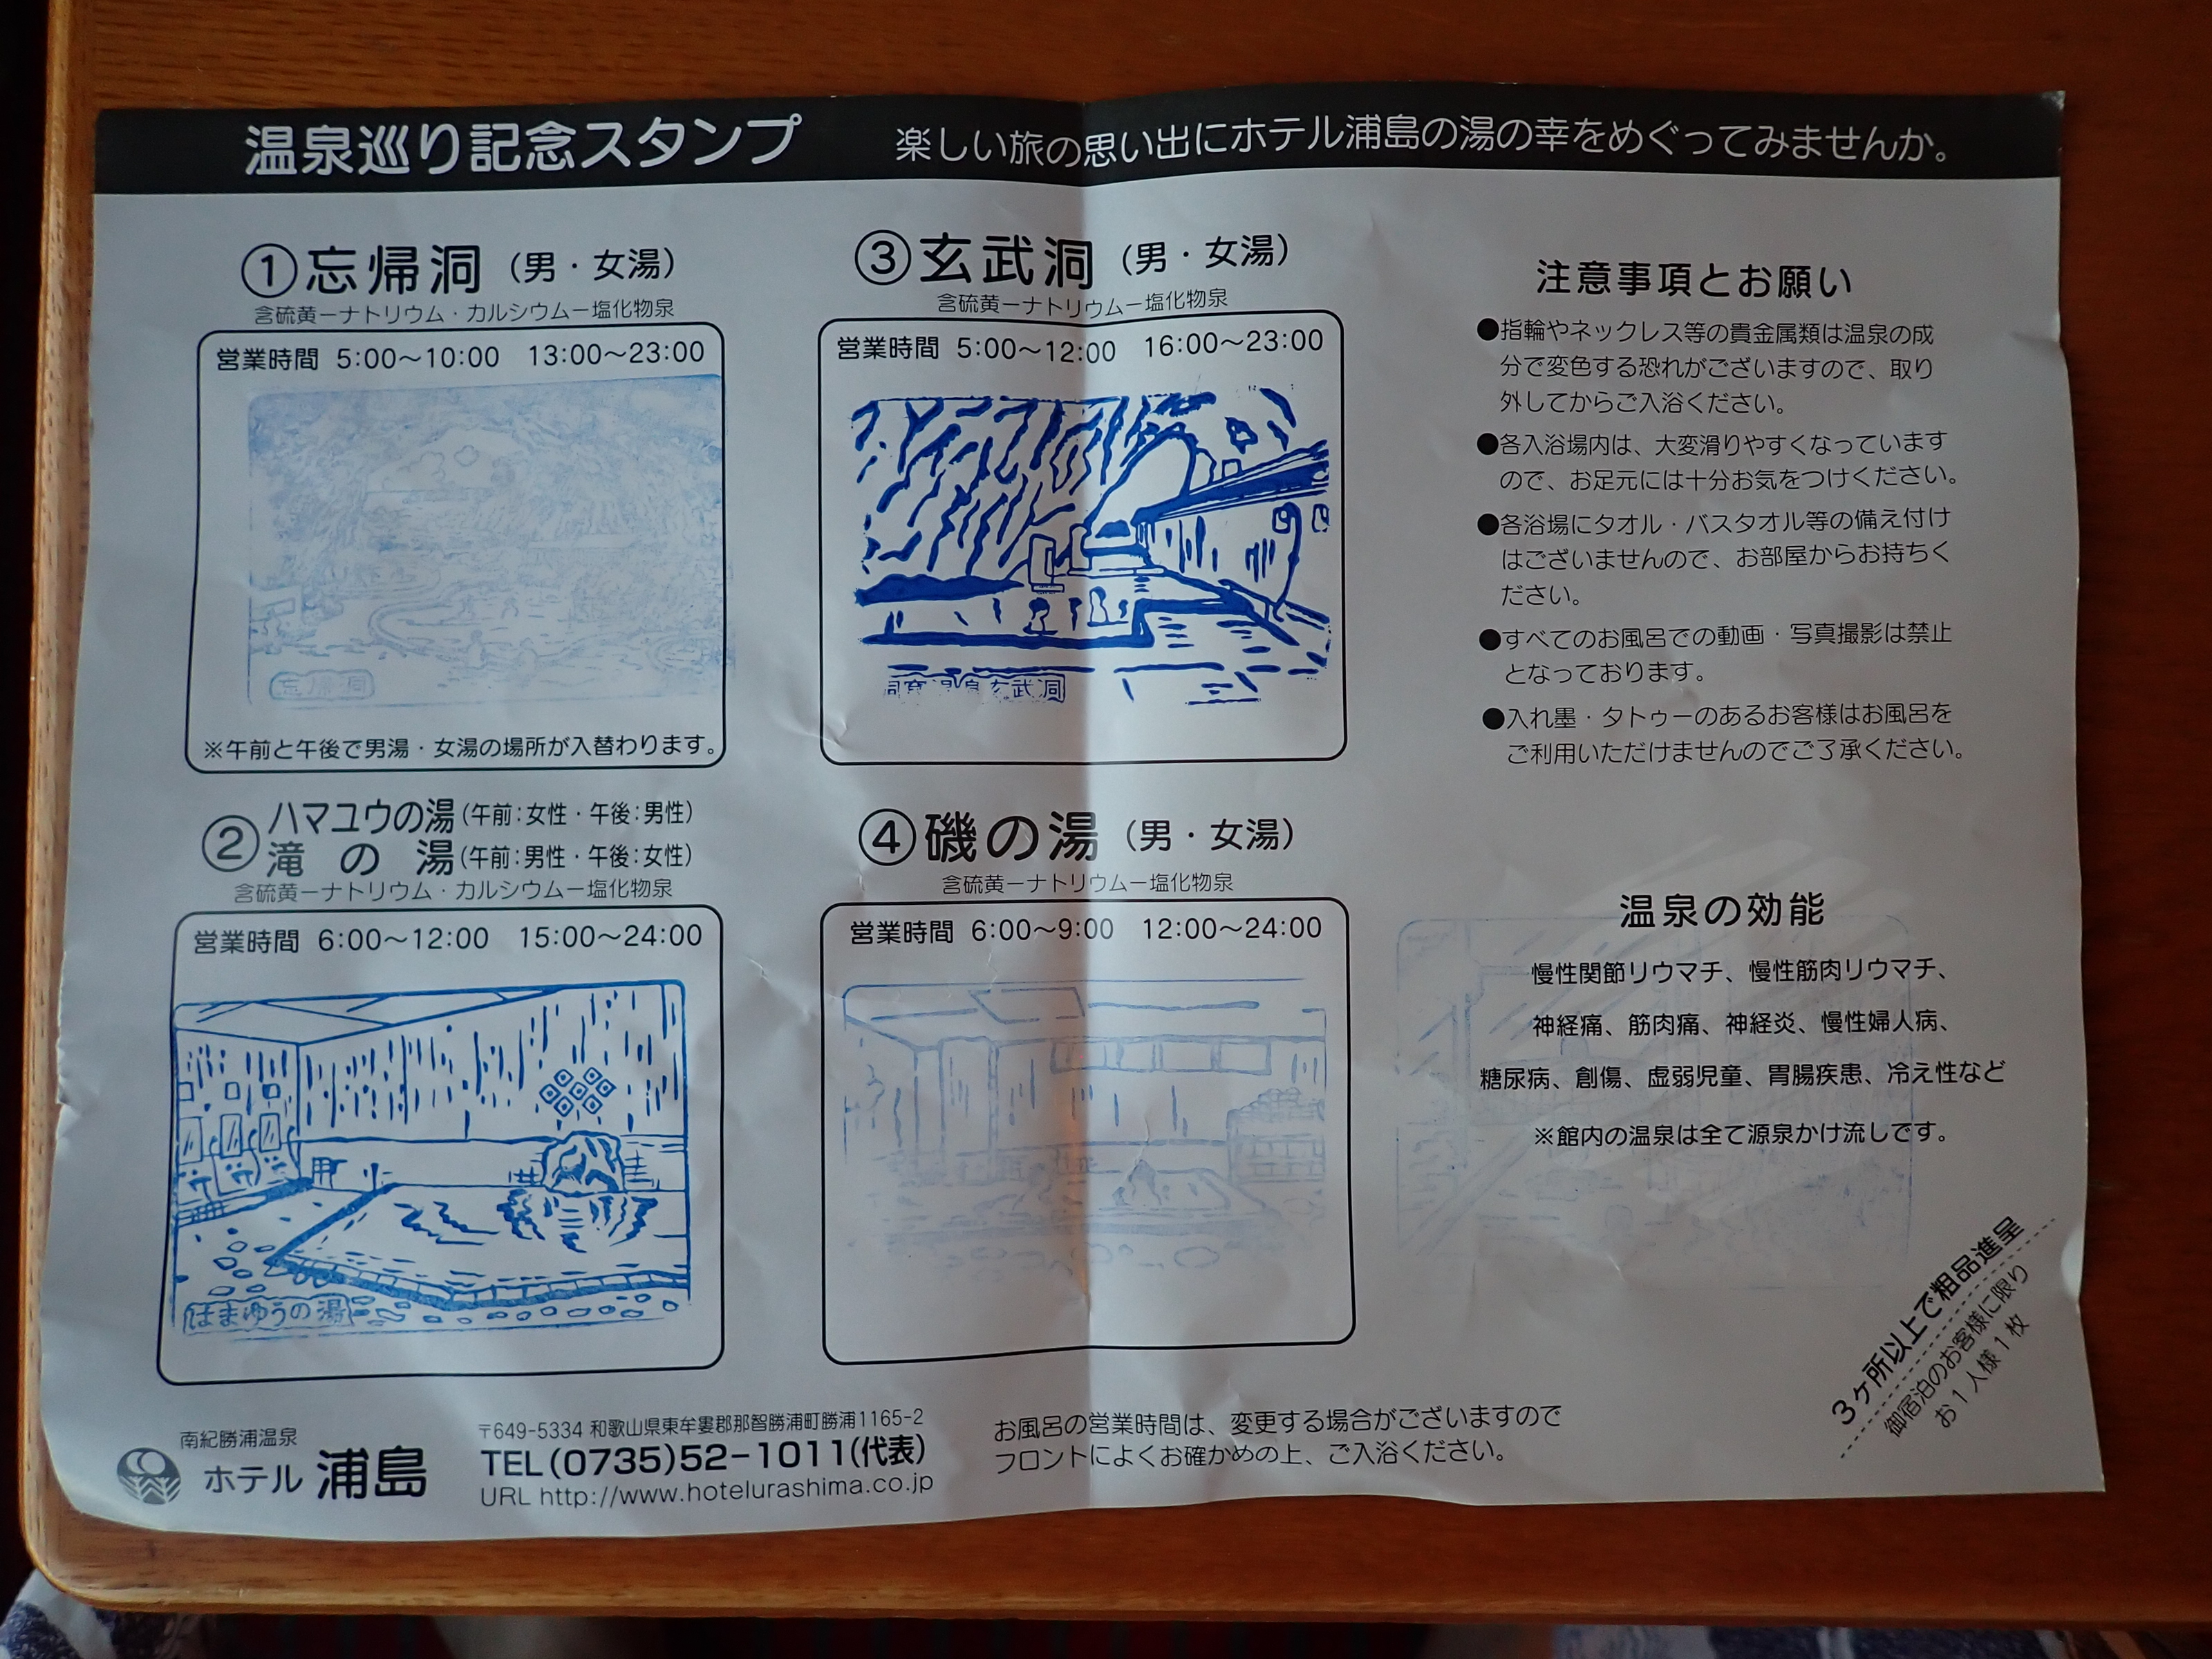 温泉巡り記念スタンプ 楽しい旅の思い出にホテル浦島の湯の幸をめぐってみませんか。
①忘帰洞（男・女湯）
含硫黄ーナトリウム・カルシウムー塩化物泉
営業時間 5:00〜10:00 13:00〜23:00
忘帰洞
※午前と午後で男湯・女湯の場所が入替わります。
②ハマユウの湯(午前:女性・午後:男性)
滝の湯(午前:男性・午後:女性)
含硫黄ーナトリウム・カルシウムー塩化物泉
営業時間 6:00〜12:00 15:00〜24:00
はまゆうの湯
③玄武洞（男・女湯）
含硫黄ーナトリウムー塩化物泉
営業時間 5:00〜12:00 16:00〜23:00
洞窟温泉玄武洞
④磯の湯（男・女湯）
含硫黄ーナトリウムー塩化物泉
営業時間 6:00〜9:00 12:00〜24:00
注意事項とお願い
●指輪やネックレス等の貴金属類は温泉の成
分で変色する恐れがございますので、取り
外してからご入浴ください。
●各入浴場内は、大変滑りやすくなっています
ので、お足元には十分お気をつけください。
●各浴場にタオル・バスタオル等の備え付け
はございませんので、お部屋からお持ちく
ださい。
●すべてのお風呂での動画・写真撮影は禁止
となっております。
●入れ墨・タトゥーのあるお客様はお風呂を
ご利用いただけませんのでご了承ください。
温泉の効能
慢性関節リウマチ、慢性筋肉リウマチ、
神経痛、筋肉痛、神経炎、慢性婦人病、
糖尿病、創傷、虚弱児童、胃腸疾患、冷え性など
※館内の温泉は全て源泉かけ流しです。
3ヶ所以上で粗品進呈
御宿泊のお客様に限り
お1人様1枚
南紀勝浦温泉
ホテル 浦島
〒649-5334 和歌山県東牟婁郡那智勝浦町勝浦1165-2
TEL(0735)52-1011(代表)
URL http://www.hotelurashima.co.jp
お風呂の営業時間は、変更する場合がございますので
フロントによくお確かめの上、ご入浴ください。